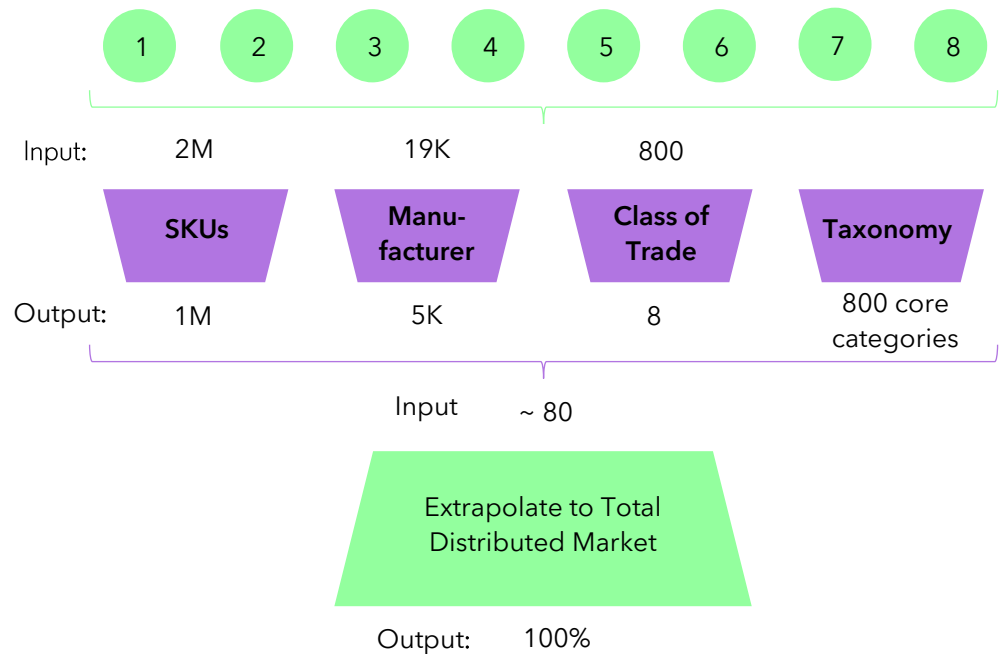 1 2 3 4 5 6 7 8
Input: 2M 19K 800
SKUs
Manu-
facturer
Class of
Trade
Taxonomy
Output: 1M 5K 8
800 core
categories
Input ~ 80
Extrapolate to Total
Distributed Market
Output: 100%